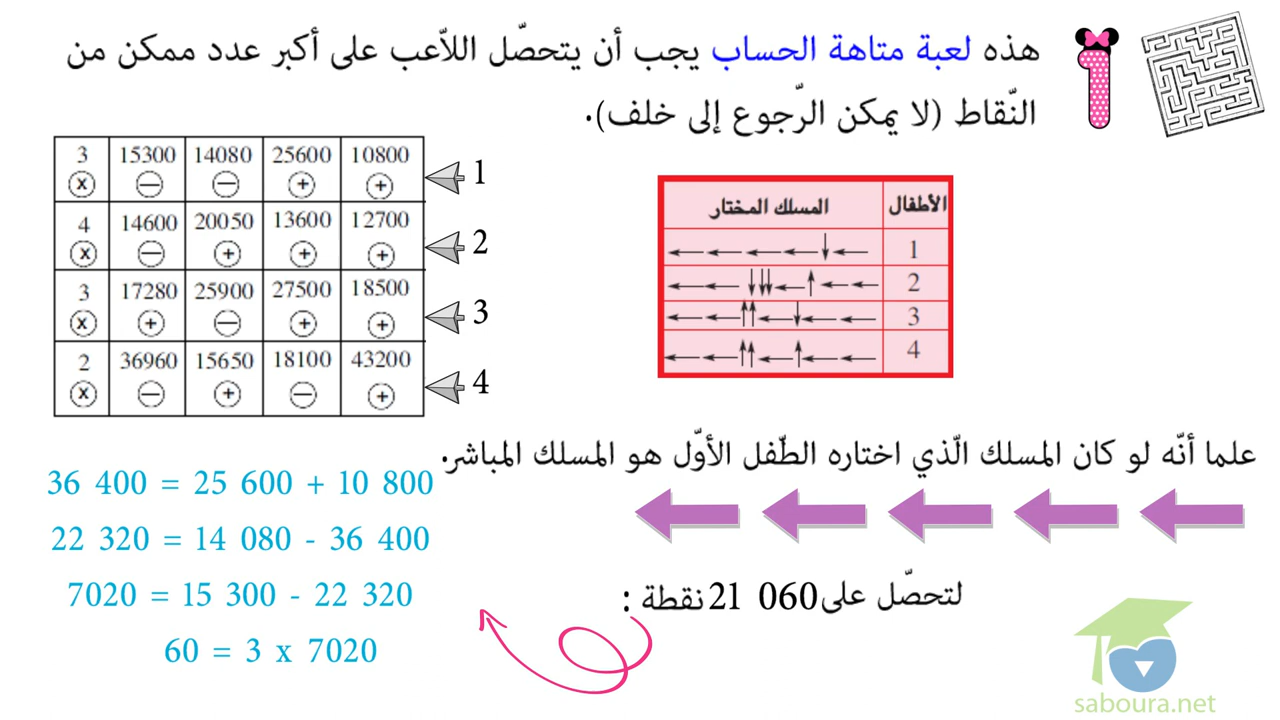 هذه لعبة متاهة الحساب يجب أن يتحصّل اللاّعب على أكبر عدد ممكن من
النّقاط (لا يمكن الرّجوع إلى خلف).
1
3 15300 14080 25600 10800
x − − + +
1
4 14600 20050 13600 12700
x − + + +
2
3 17280 25900 27500 18500
x + − + +
3
2 36960 15650 18100 43200
x − + − +
4
الأطفال المسلك المختار
1 ← ↓ ← ← ← ←
2 ← ← ↑ ← ↓ ↓ ↓ ← ←
3 ← ← ↓ ← ↑ ↑ ← ←
4 ← ← ↑ ← ↑ ↑ ← ←
علما أنّه لو كان المسلك الّذي اختاره الطّفل الأوّل هو المسلك المباشر.
لتحصّل على 21 060 نقطة :
36 400 = 25 600 + 10 800
22 320 = 14 080 - 36 400
7020 = 15 300 - 22 320
60 = 3 x 7020
saboura.net